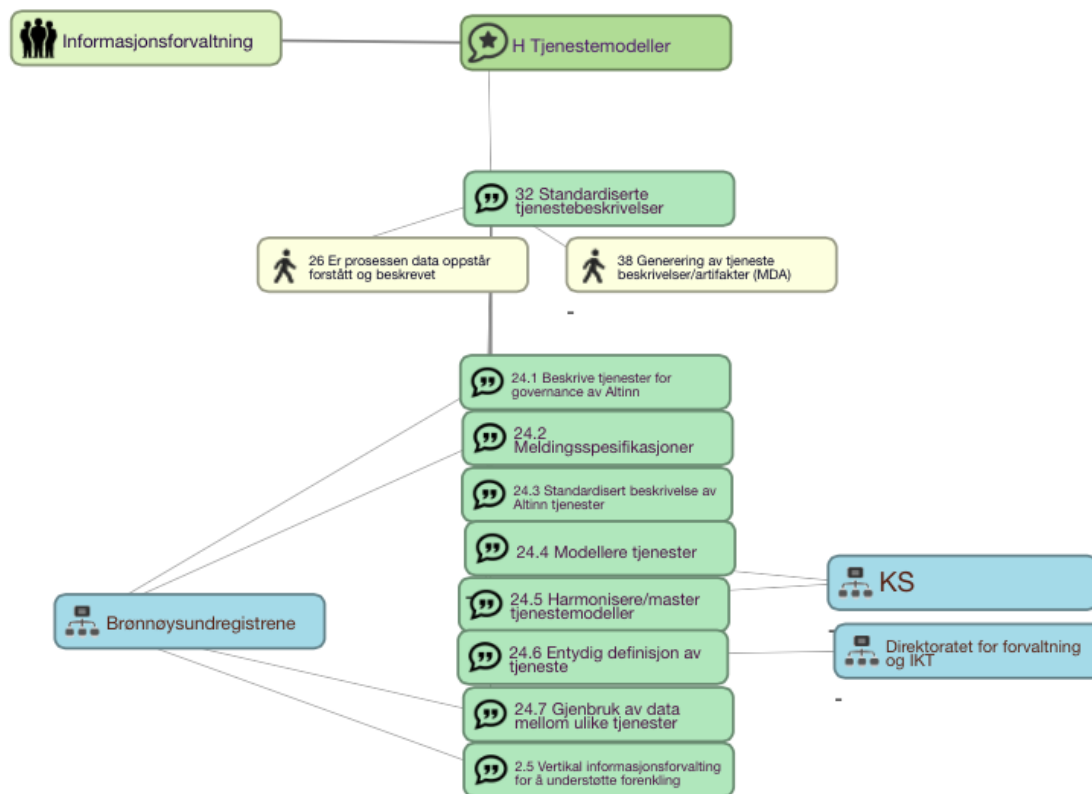 Informasjonsforvaltning
H Tjenestemodeller
32 Standardiserte
tjenestebeskrivelser
26 Er prosessen data oppstår
forstått og beskrevet
38 Generering av tjeneste
beskrivelser/artifakter (MDA)
-
24.1 Beskrive tjenester for
governance av Altinn
24.2
Meldingsspesifikasjoner
24.3 Standardisert beskrivelse av
Altinn tjenester
24.4 Modellere tjenester
KS
24.5 Harmonisere/master
tjenestemodeller
Brønnøysundregistrene
-
24.6 Entydig definisjon av
tjeneste
Direktoratet for forvaltning
og IKT
-
24.7 Gjenbruk av data
mellom ulike tjenester
2.5 Vertikal informasjonsforvalting
for å understøtte forenkling